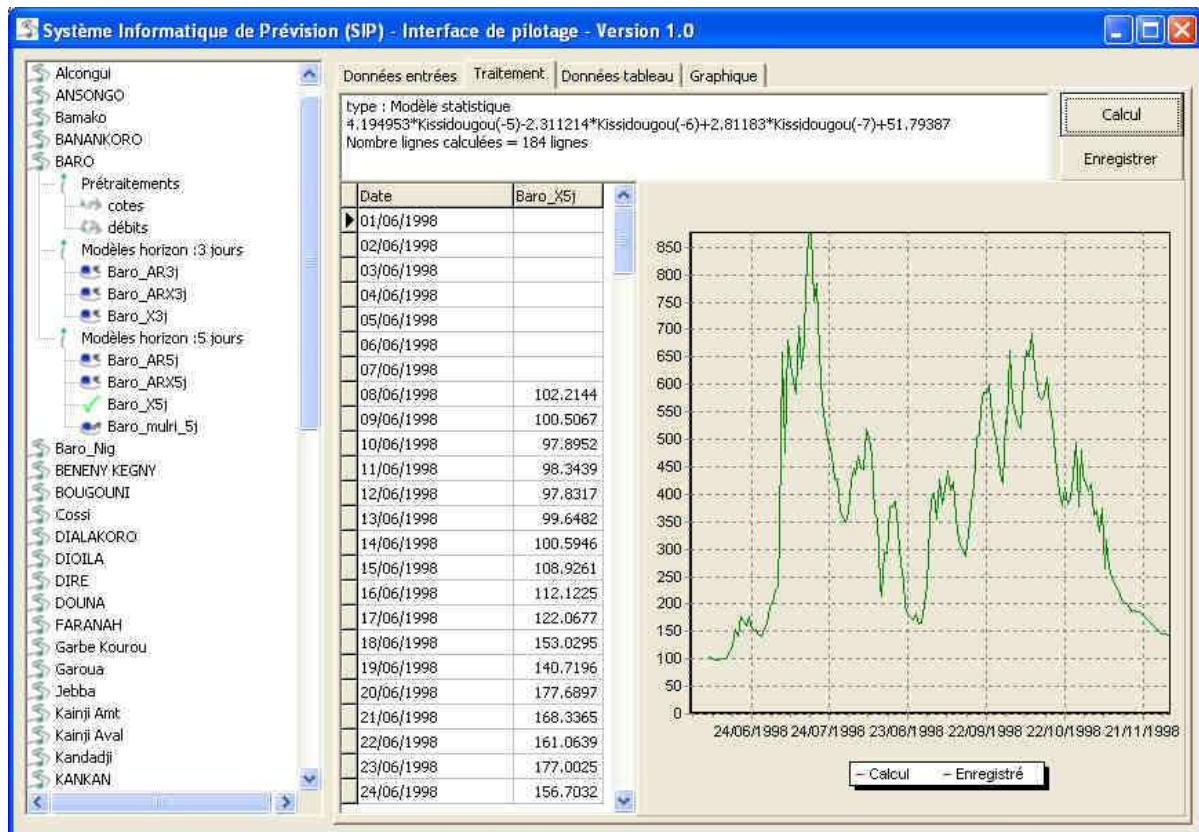 Système Informatique de Prévision (SIP) - Interface de pilotage - Version 1.0
Alcongui
ANSONGO
Bamako
BANANKORO
BARO
Prétraitements
cotes
débits
Modèles horizon :3 jours
Baro_AR3j
Baro_ARX3j
Baro_X3j
Modèles horizon :5 jours
Baro_AR5j
Baro_ARX5j
Baro_X5j
Baro_mulri_5j
Baro_Nig
BENENY KEGNY
BOUGOUNI
Cossi
DIALAKORO
DIOILA
DIRE
DOUNA
FARANAH
Garbe Kourou
Garoua
Jebba
Kainji Amt
Kainji Aval
Kandadji
KANKAN
Données entrées Traitement Données tableau Graphique
type : Modèle statistique
4.194953*Kissidougou(-5)-2.311214*Kissidougou(-6)+2.81183*Kissidougou(-7)+51.79387
Nombre lignes calculées = 184 lignes
Calcul
Enregistrer
Date Baro_X5j
01/06/1998
02/06/1998
03/06/1998
04/06/1998
05/06/1998
06/06/1998
07/06/1998
08/06/1998 102.2144
09/06/1998 100.5067
10/06/1998 97.8952
11/06/1998 98.3439
12/06/1998 97.8317
13/06/1998 99.6482
14/06/1998 100.5946
15/06/1998 108.9261
16/06/1998 112.1225
17/06/1998 122.0677
18/06/1998 153.0295
19/06/1998 140.7196
20/06/1998 177.6897
21/06/1998 168.3365
22/06/1998 161.0639
23/06/1998 177.0025
24/06/1998 156.7032
850
800
750
700
650
600
550
500
450
400
350
300
250
200
150
100
50
0
24/06/1998 24/07/1998 23/08/1998 22/09/1998 22/10/1998 21/11/1998
Calcul Enregistré